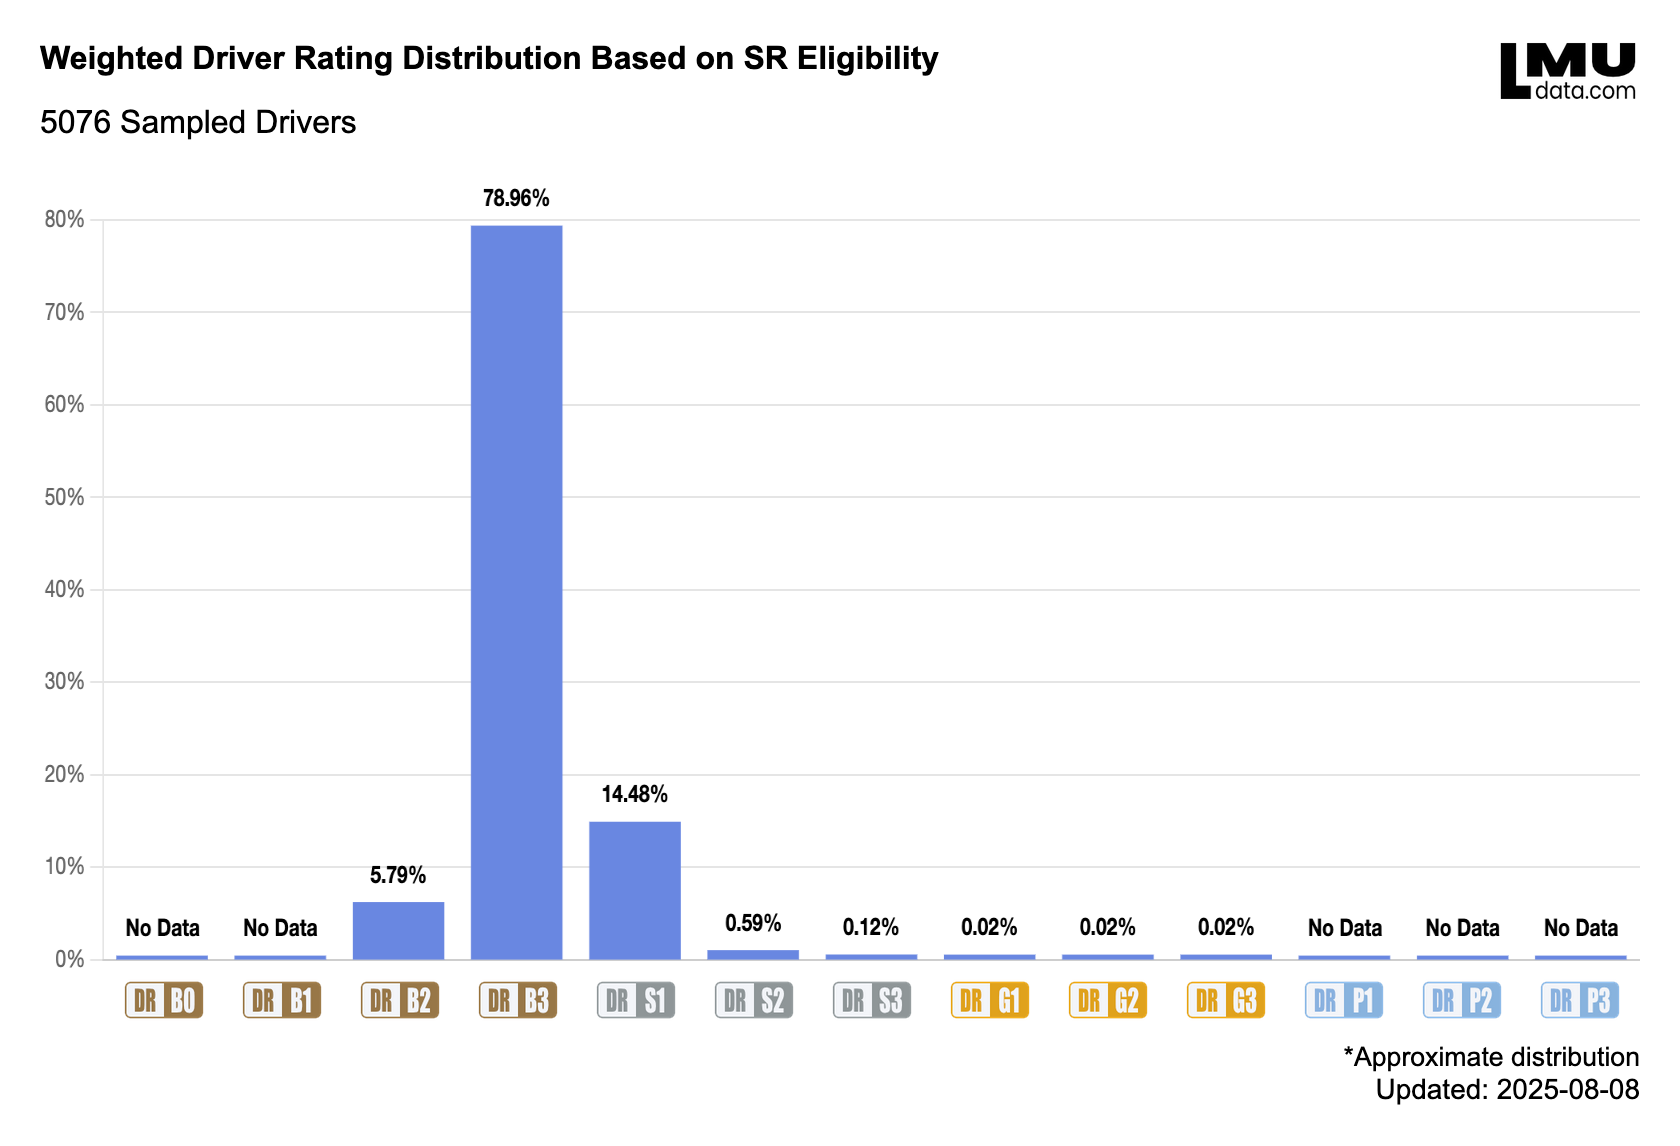 Weighted Driver Rating Distribution Based on SR Eligibility
LMU
data.com
5076 Sampled Drivers
80%
70%
60%
50%
40%
30%
20%
10%
0%
No Data
No Data
5.79%
78.96%
14.48%
0.59%
0.12%
0.02%
0.02%
0.02%
No Data
No Data
No Data
DR B0
DR B1
DR B2
DR B3
DR S1
DR S2
DR S3
DR G1
DR G2
DR G3
DR P1
DR P2
DR P3
*Approximate distribution
Updated: 2025-08-08